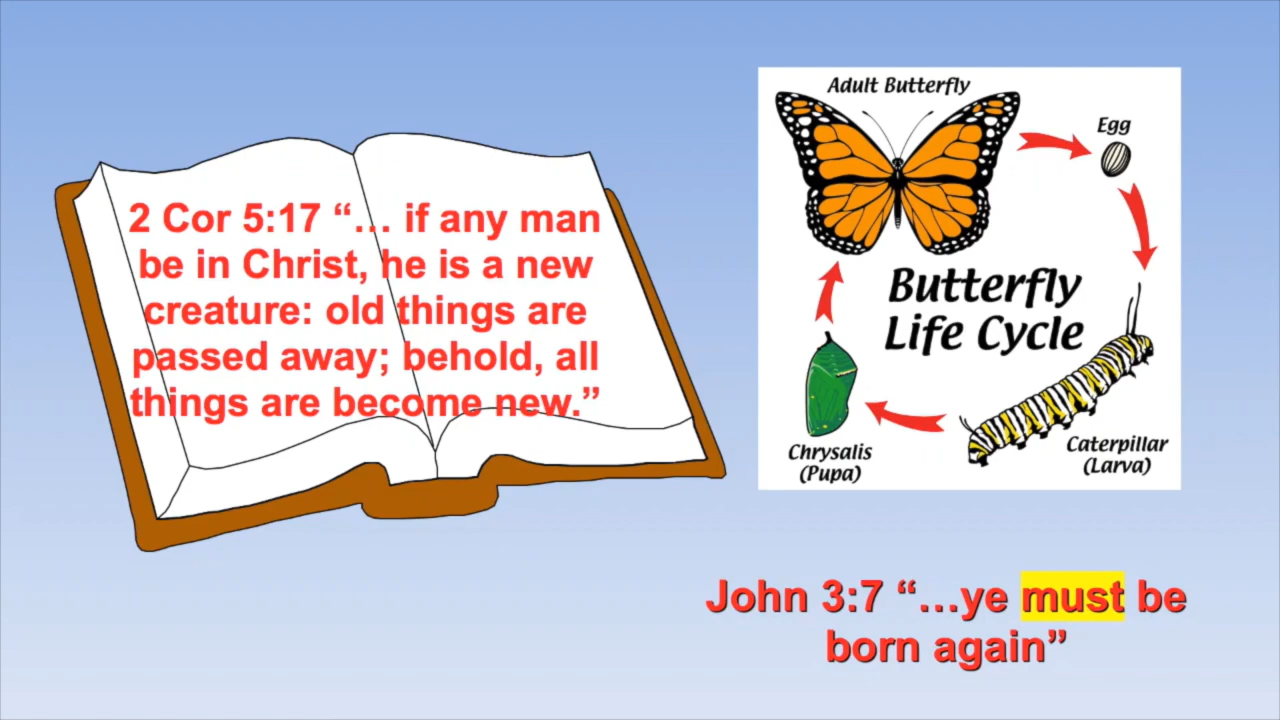 2 Cor 5:17 “… if any man
be in Christ, he is a new
creature: old things are
passed away; behold, all
things are become new.”
Adult Butterfly
Egg
Butterfly
Life Cycle
Caterpillar
(Larva)
Chrysalis
(Pupa)
John 3:7 “…ye must be
born again”